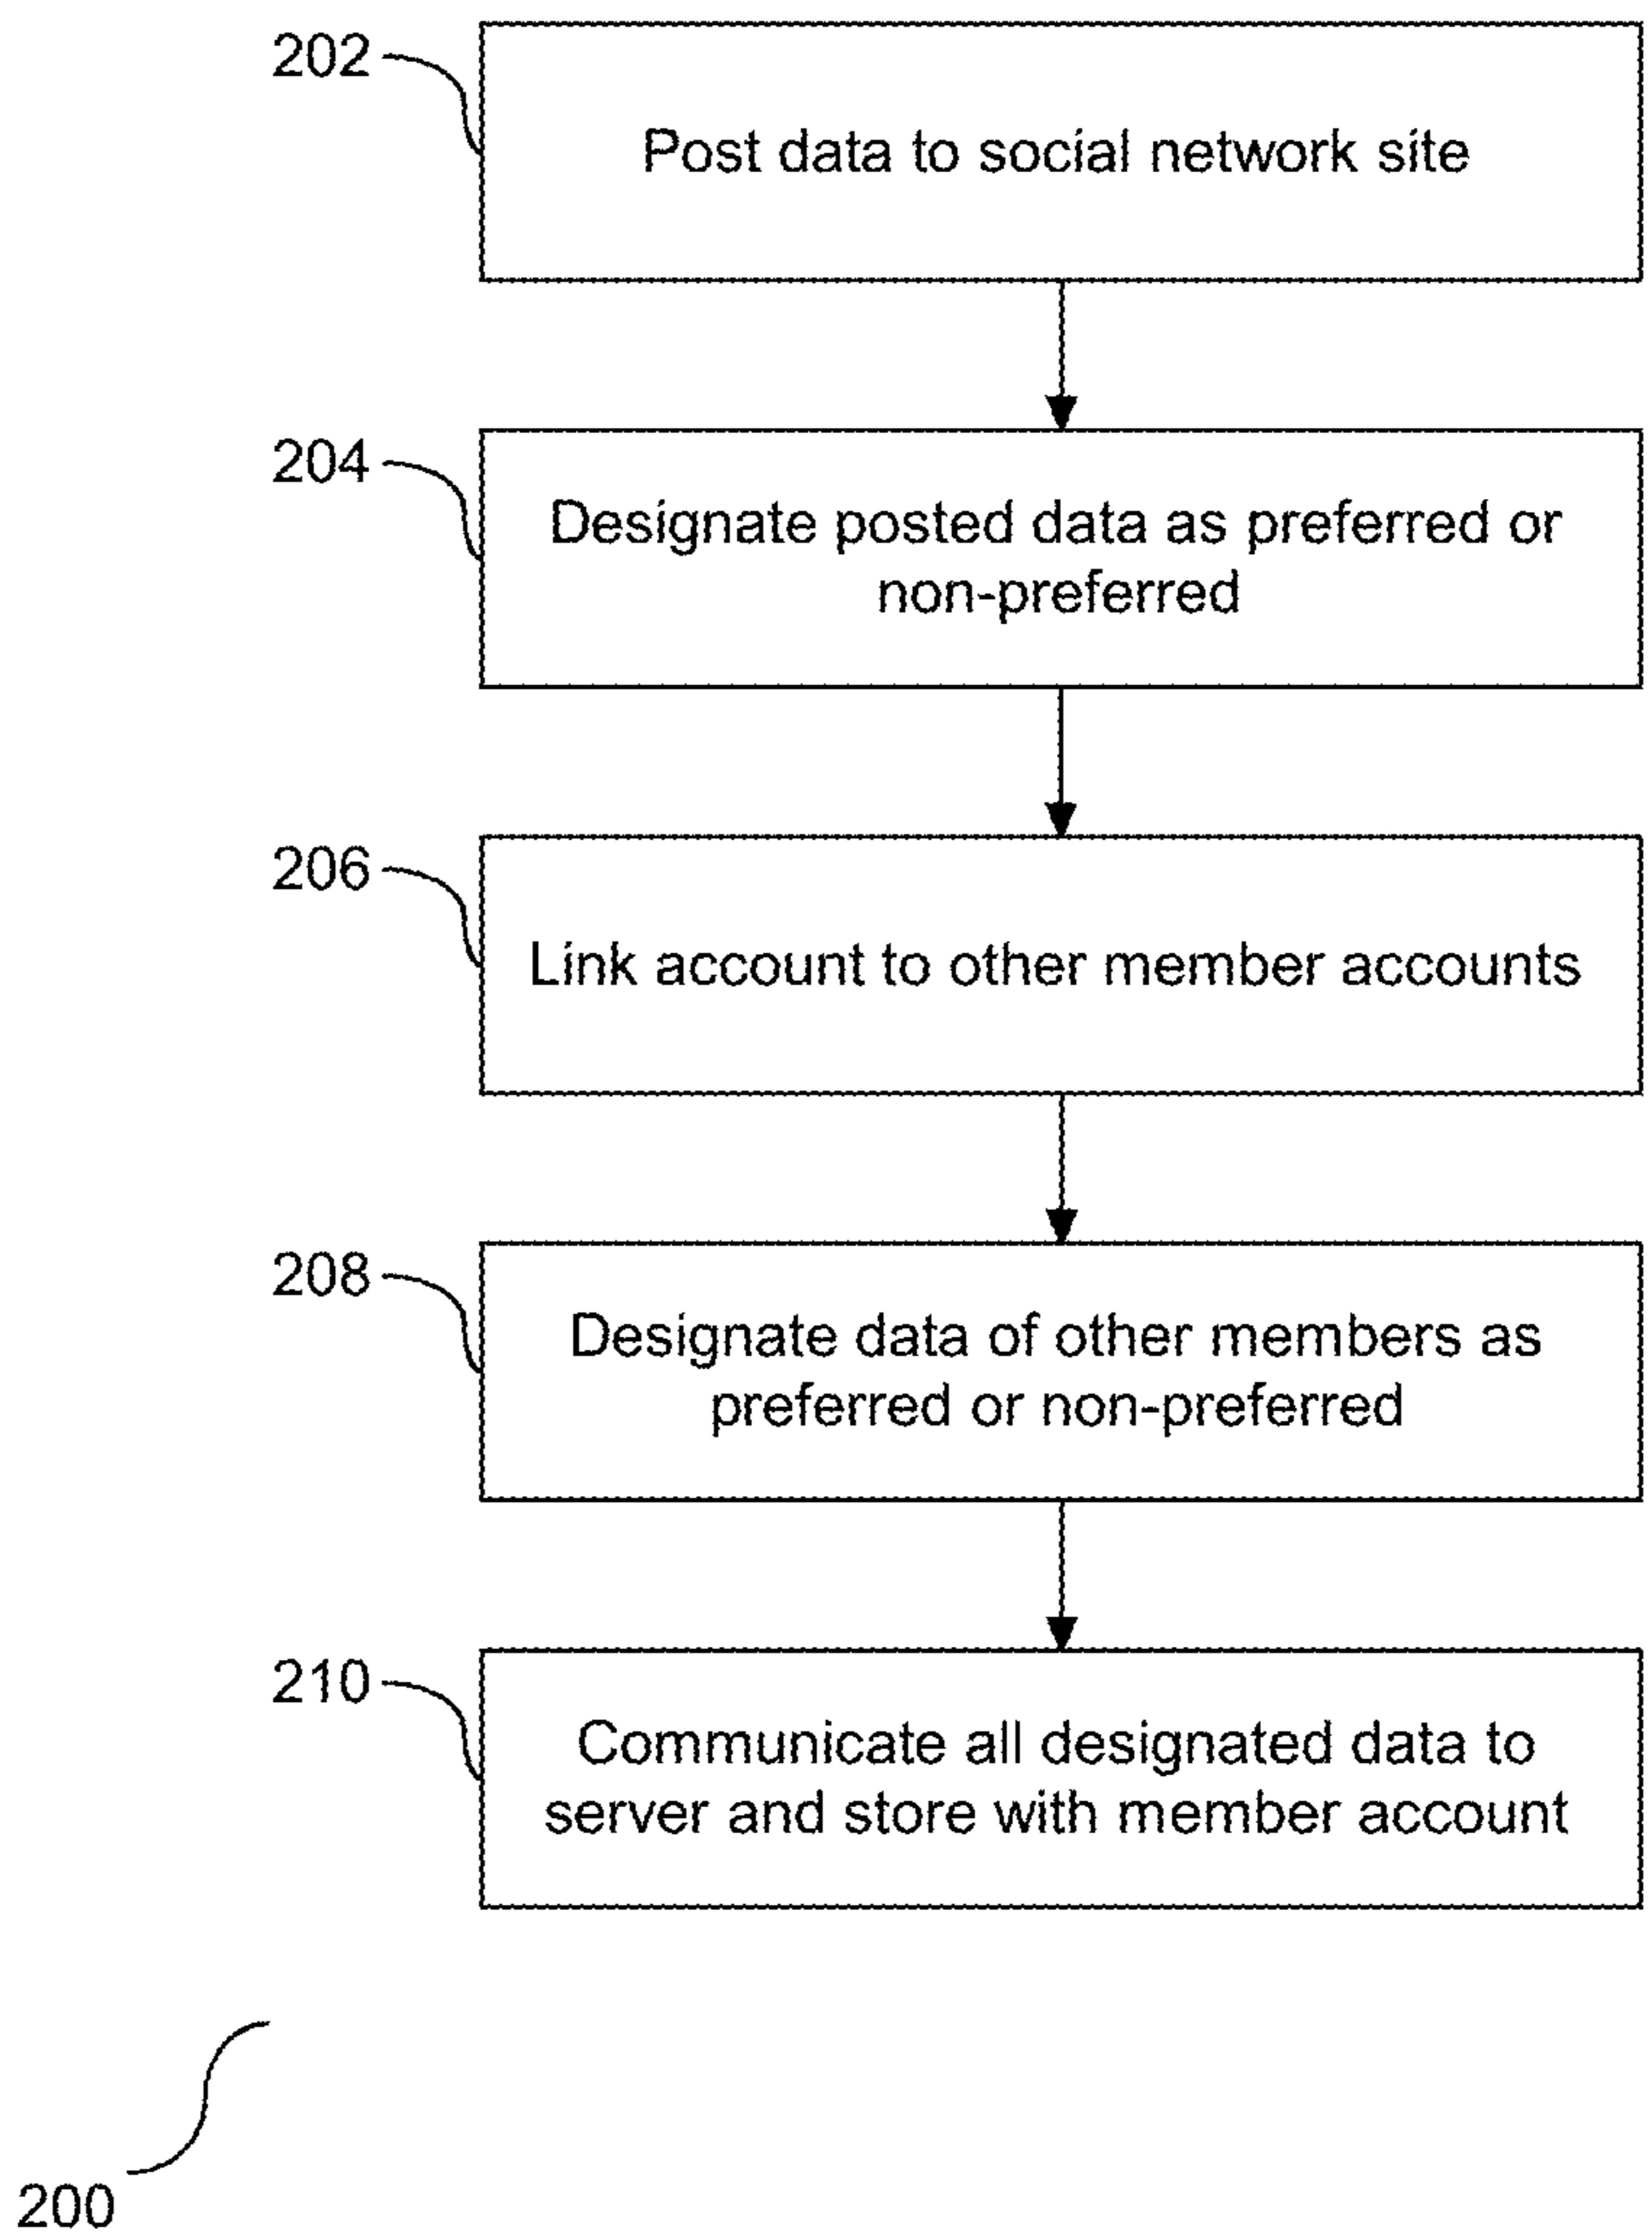 202
Post data to social network site
204
Designate posted data as preferred or
non-preferred
206
Link account to other member accounts
208
Designate data of other members as
preferred or non-preferred
210
Communicate all designated data to
server and store with member account
200